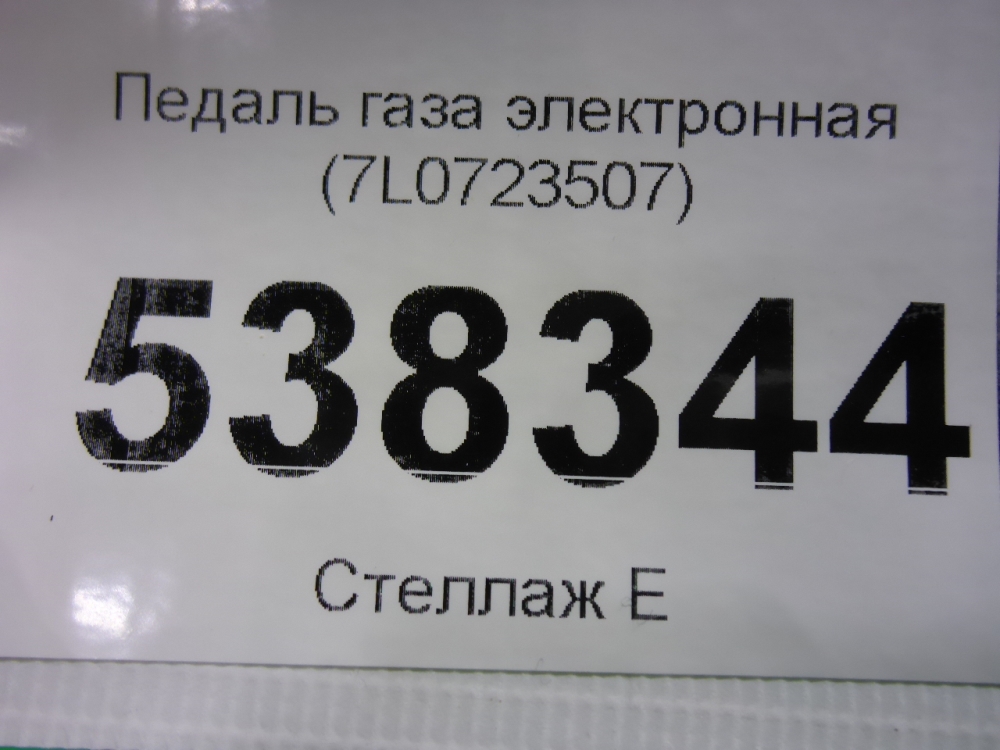 Педаль газа электронная
(7L0723507)
538344
Стеллаж Е